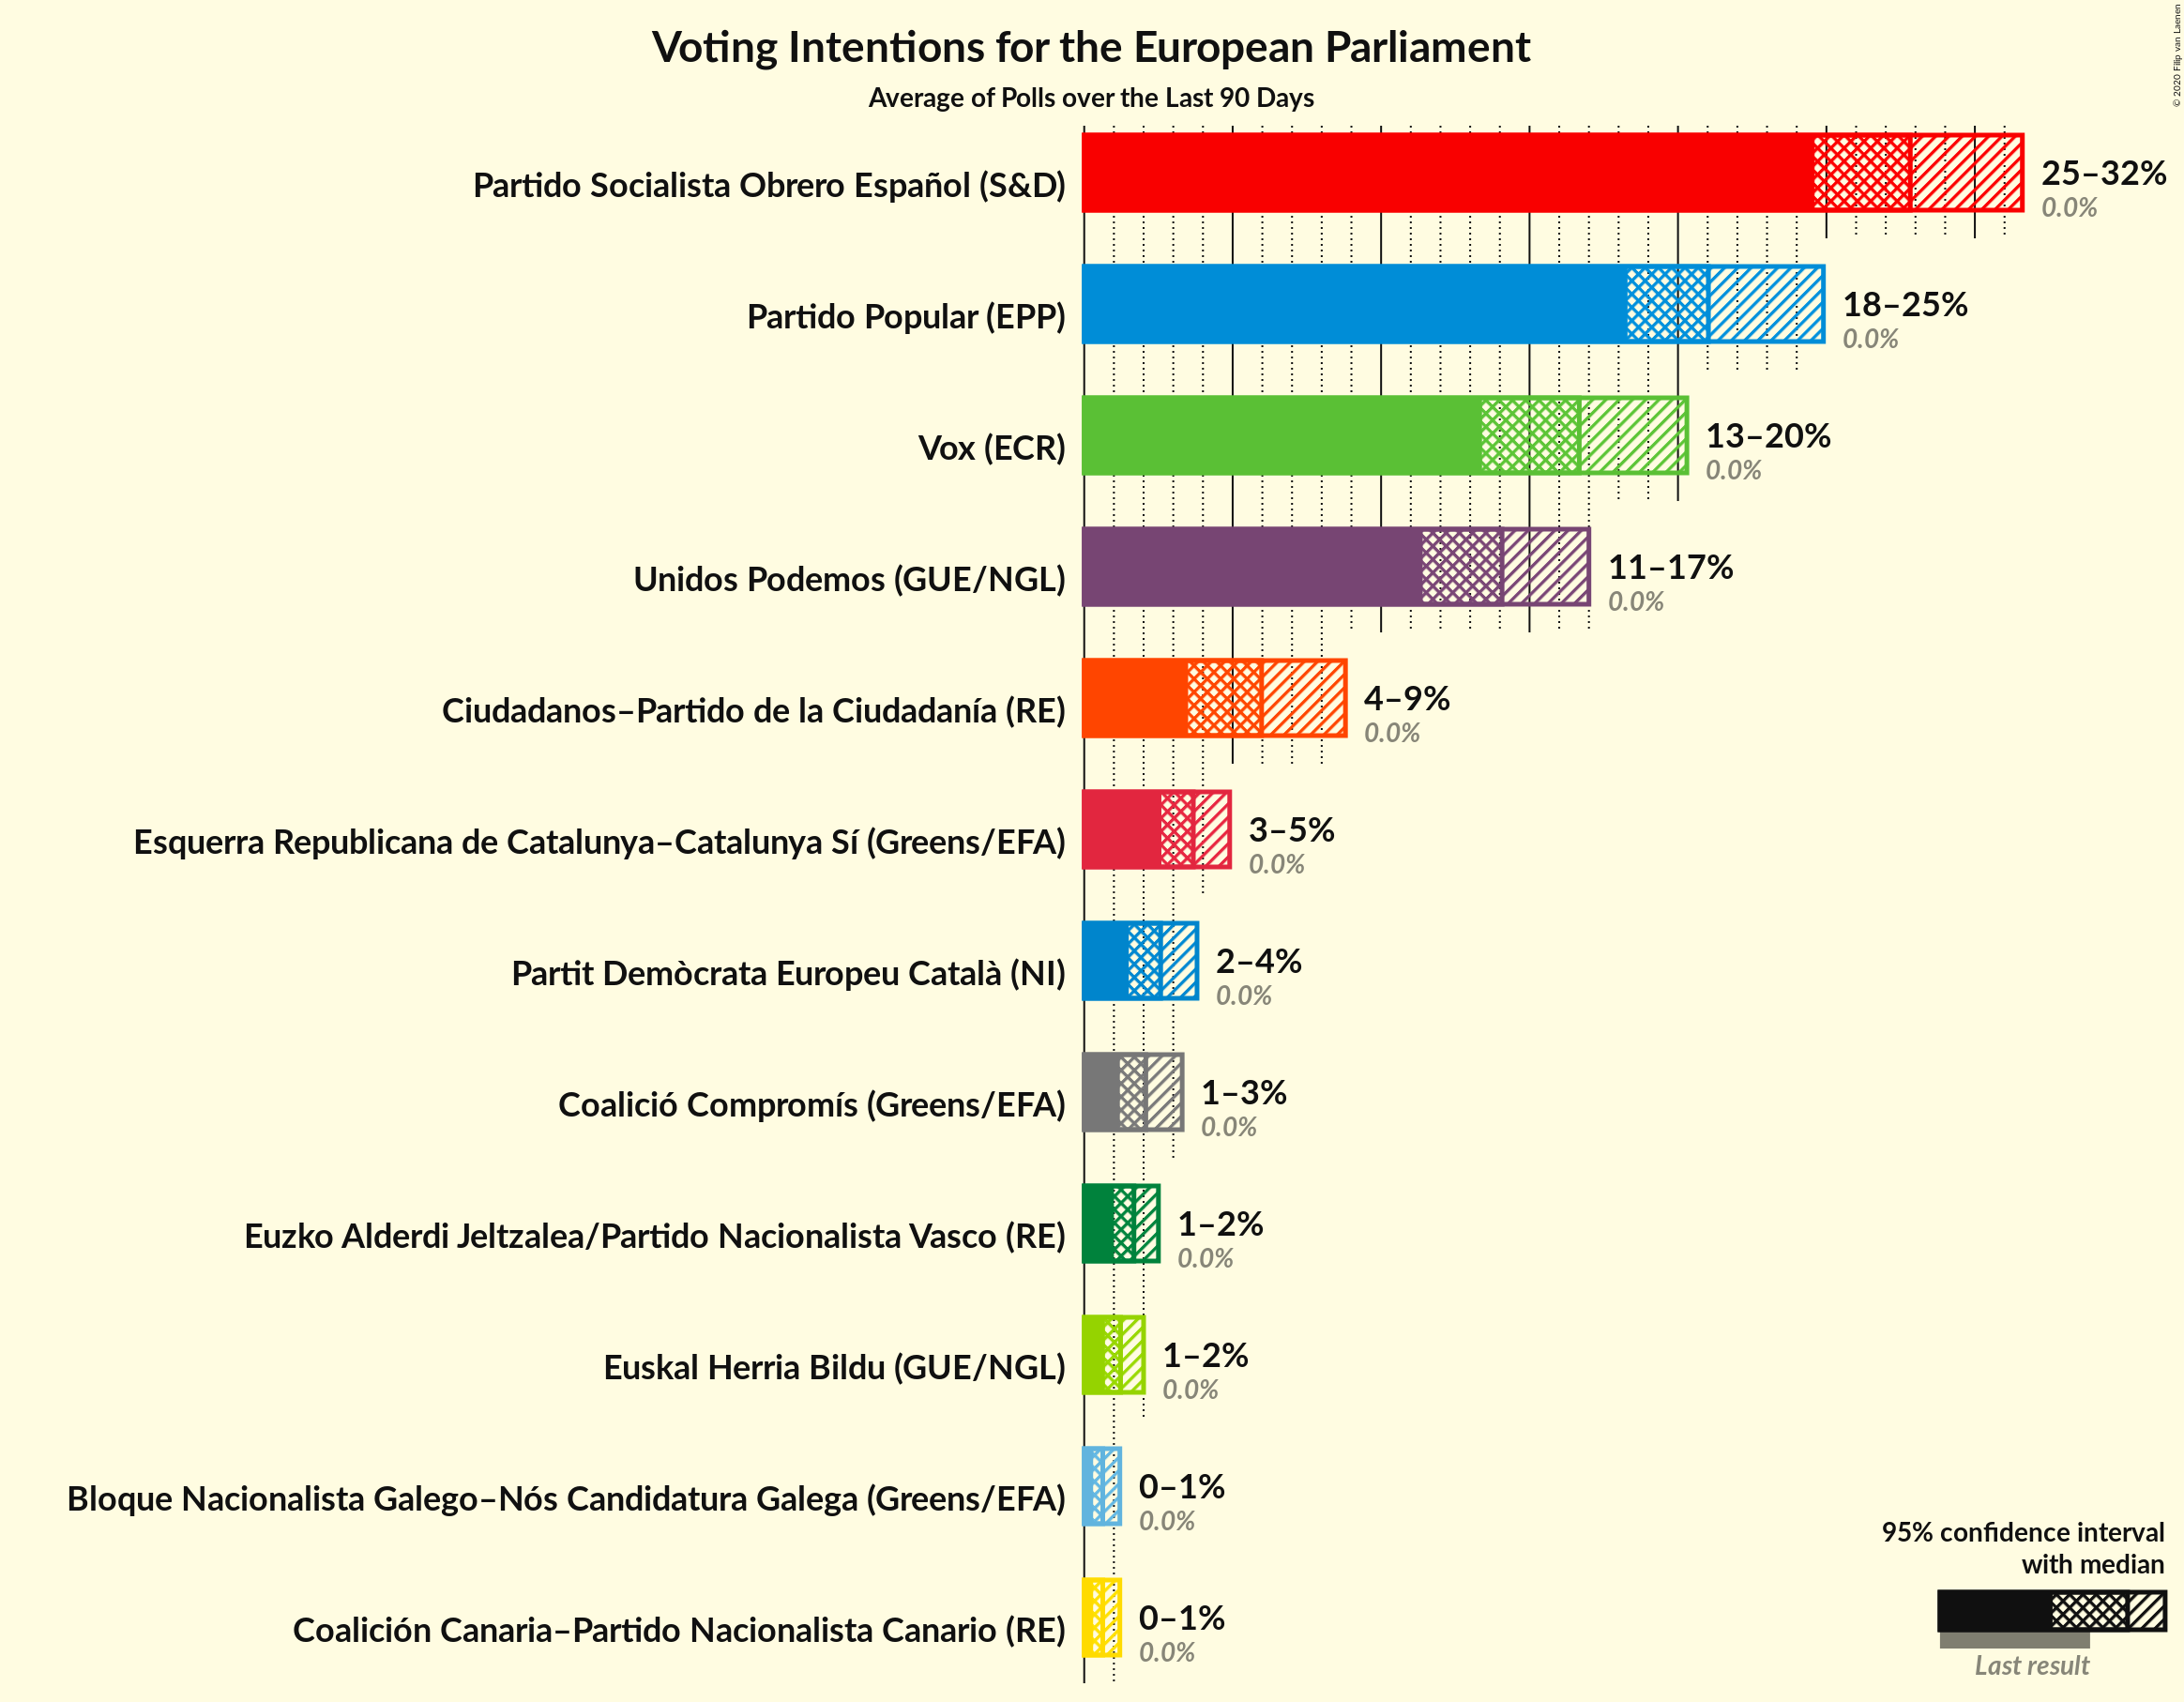 Voting Intentions for the European Parliament
Average of Polls over the Last 90 Days
© 2020 Filip van Laenen
Partido Socialista Obrero Español (S&D)
25–32%
0.0%
Partido Popular (EPP)
18–25%
0.0%
Vox (ECR)
13–20%
0.0%
Unidos Podemos (GUE/NGL)
11–17%
0.0%
Ciudadanos–Partido de la Ciudadanía (RE)
4–9%
0.0%
Esquerra Republicana de Catalunya–Catalunya Sí (Greens/EFA)
3–5%
0.0%
Partit Demòcrata Europeu Català (NI)
2–4%
0.0%
Coalició Compromís (Greens/EFA)
1–3%
0.0%
Euzko Alderdi Jeltzalea/Partido Nacionalista Vasco (RE)
1–2%
0.0%
Euskal Herria Bildu (GUE/NGL)
1–2%
0.0%
Bloque Nacionalista Galego–Nós Candidatura Galega (Greens/EFA)
0–1%
0.0%
Coalición Canaria–Partido Nacionalista Canario (RE)
0–1%
0.0%
95% confidence interval
with median
Last result